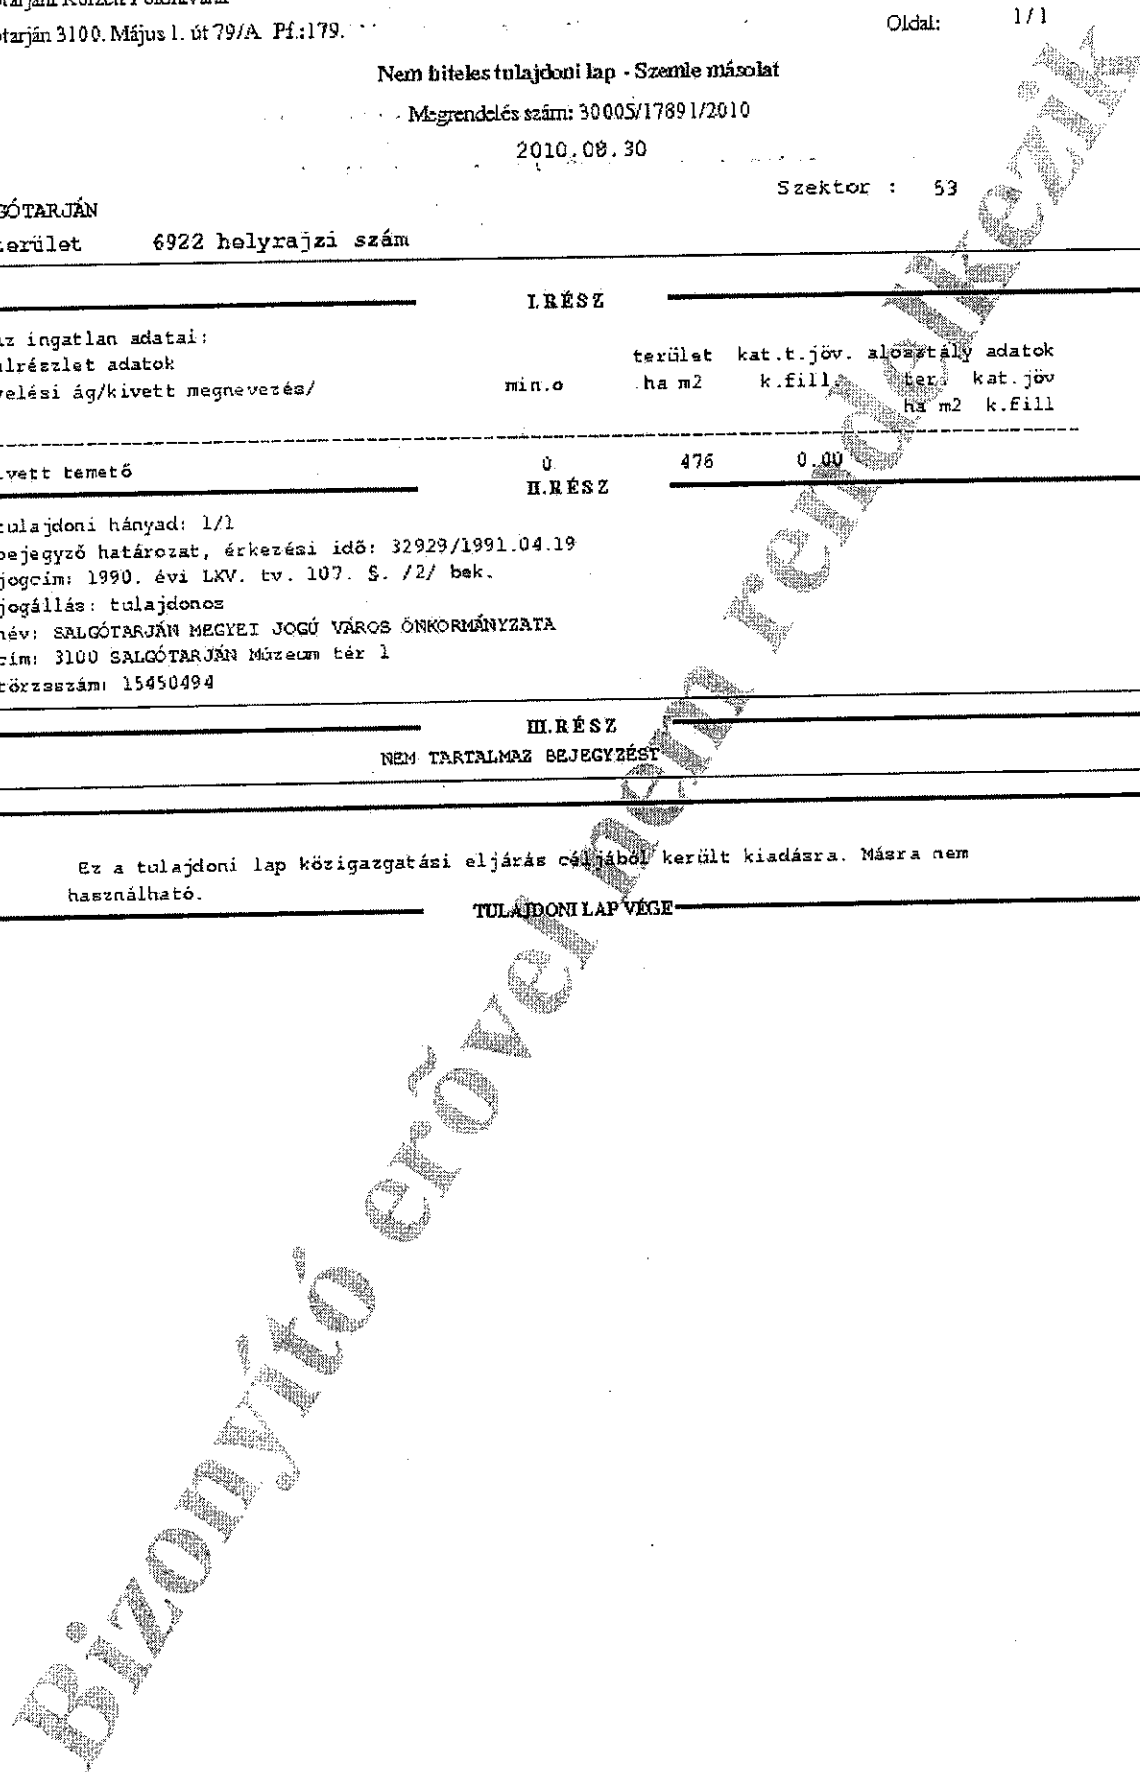 Körzeti Földhivatal
ótarján 3100. Május 1. út 79/A Pf.:179.
Oldal: 1/1
Nem hiteles tulajdoni lap - Szemle másolat
Megrendelés szám: 30005/17891/2010
2010.08.30
Szektor : 53
GÓTARJÁN
terület 6922 helyrajzi szám
I.RÉSZ
az ingatlan adatai:
alrészlet adatok terület kat.t.jöv. alosztály adatok
velési ág/kivett megnevezés/ min.o ha m2 k.fill. ter. kat.jöv
ha m2 k.fill
ivett temető 0 476 0.00
II.RÉSZ
tulajdoni hányad: 1/1
bejegyző határozat, érkezési idő: 32929/1991.04.19
jogcím: 1990. évi LXV. tv. 107. §. /2/ bek.
jogállás: tulajdonos
név: SALGÓTARJÁN MEGYEI JOGÚ VÁROS ÖNKORMÁNYZATA
cím: 3100 SALGÓTARJÁN Múzeum tér 1
törzsszám: 15450494
III.RÉSZ
NEM TARTALMAZ BEJEGYZÉST
Ez a tulajdoni lap közigazgatási eljárás céljából került kiadásra. Másra nem
használható.
TULAJDONI LAP VÉGE
Bizonyító erővel nem rendelkezik